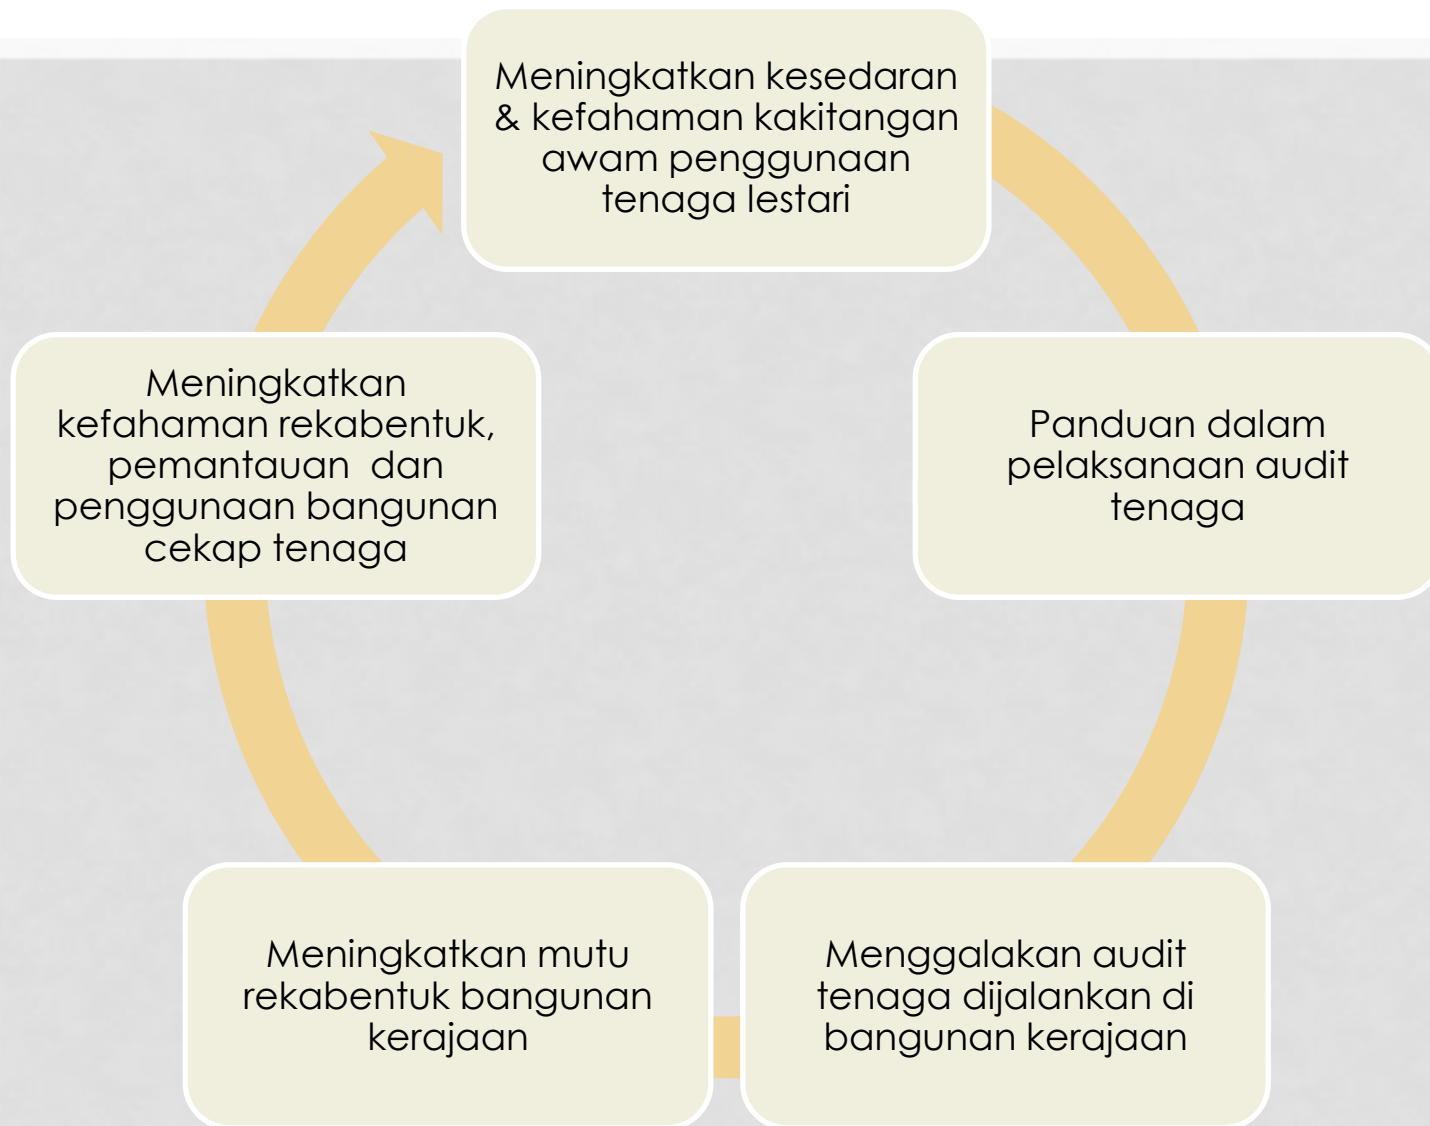 Meningkatkan kesedaran
& kefahaman kakitangan
awam penggunaan
tenaga lestari
Panduan dalam
pelaksanaan audit
tenaga
Menggalakan audit
tenaga dijalankan di
bangunan kerajaan
Meningkatkan mutu
rekabentuk bangunan
kerajaan
Meningkatkan
kefahaman rekabentuk,
pemantauan dan
penggunaan bangunan
cekap tenaga